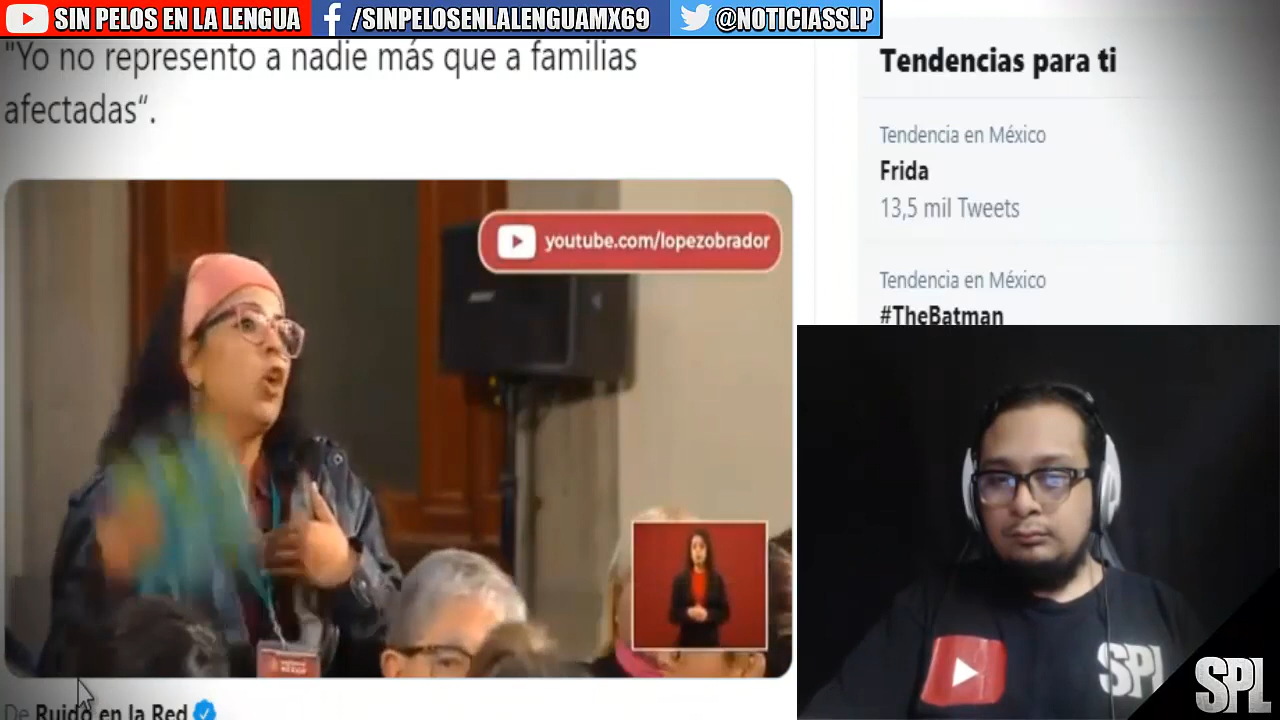 SIN PELOS EN LA LENGUA
/SINPELOSENLALENGUAMX69
@NOTICIASSLP
"Yo no represento a nadie más que a familias
afectadas“.
youtube.com/lopezobrador
De Ruido en la Red
Tendencias para ti
Tendencia en México
Frida
13,5 mil Tweets
Tendencia en México
#TheBatman
SPL
SPL